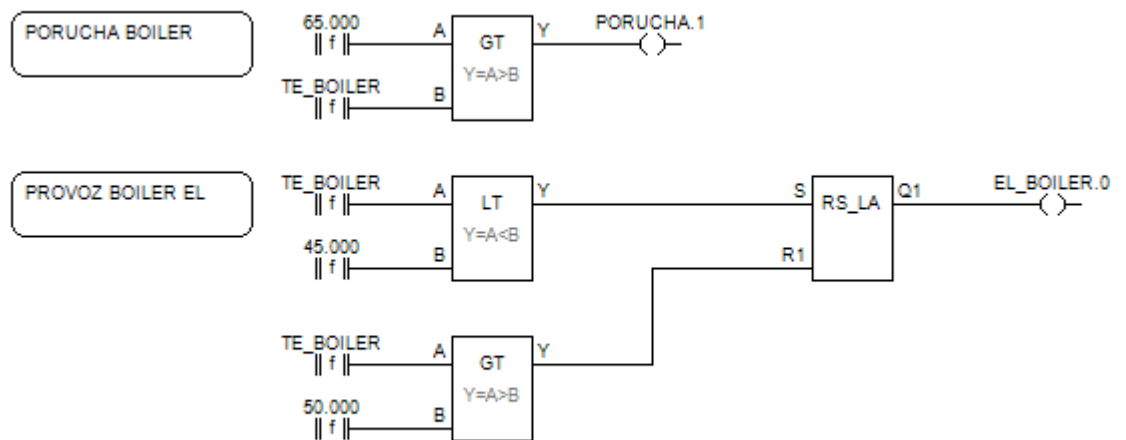 PORUCHA BOILER
65.000
f
A
GT
Y=A>B
Y
PORUCHA.1
TE_BOILER
f
B
PROVOZ BOILER EL
TE_BOILER
f
A
LT
Y=A<B
Y
S
RS_LA
Q1
EL_BOILER.0
45.000
f
B
R1
TE_BOILER
f
A
GT
Y=A>B
Y
50.000
f
B